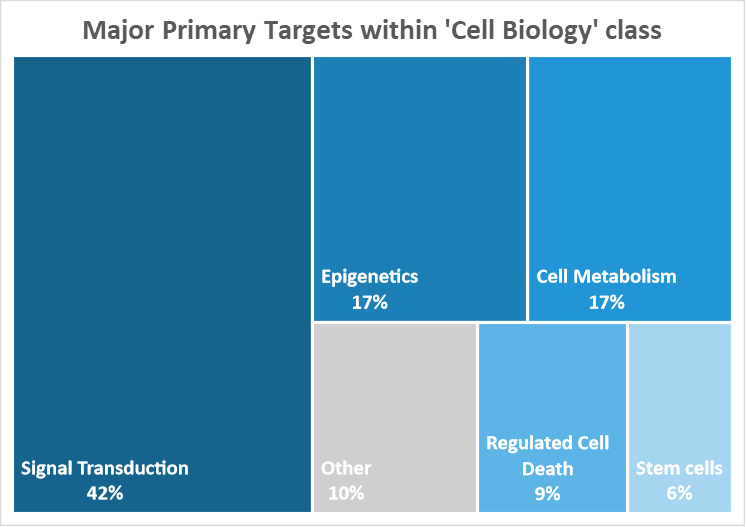 Major Primary Targets within 'Cell Biology' class
Signal Transduction
42%
Epigenetics
17%
Cell Metabolism
17%
Other
10%
Regulated Cell
Death
9%
Stem cells
6%